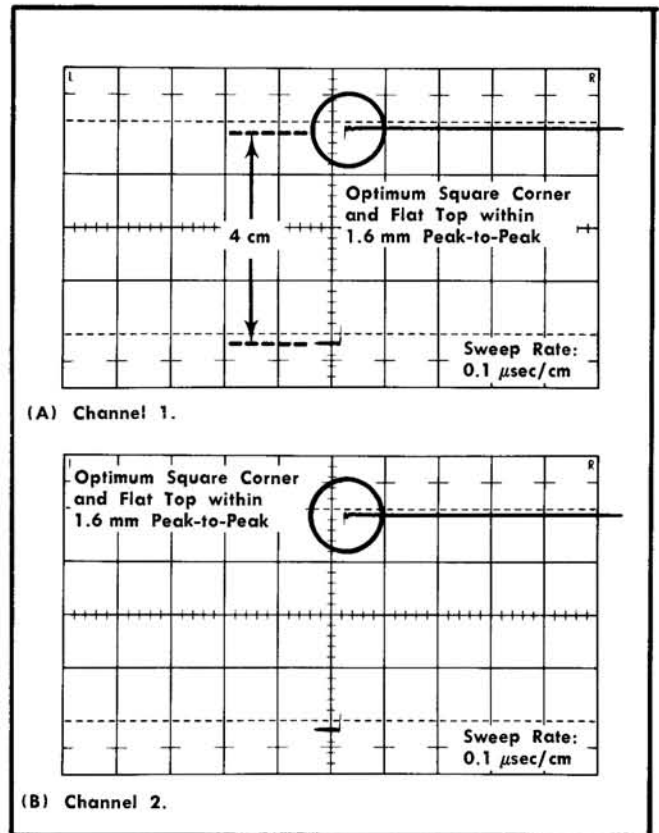 L R
Optimum Square Corner
and Flat Top within
1.6 mm Peak-to-Peak
4 cm
Sweep Rate:
0.1 μsec/cm
(A) Channel 1.
R
Optimum Square Corner
and Flat Top within
1.6 mm Peak-to-Peak
Sweep Rate:
0.1 μsec/cm
(B) Channel 2.